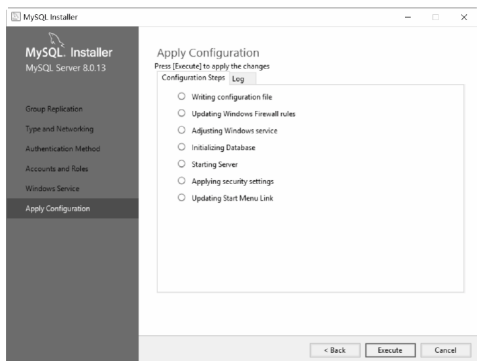 MySQL Installer
MySQL. Installer
MySQL Server 8.0.13
Group Replication
Type and Networking
Authentication Method
Accounts and Roles
Windows Service
Apply Configuration
Apply Configuration
Press [Execute] to apply the changes
Configuration Steps Log
Writing configuration file
Updating Windows Firewall rules
Adjusting Windows service
Initializing Database
Starting Server
Applying security settings
Updating Start Menu Link
< Back Execute Cancel